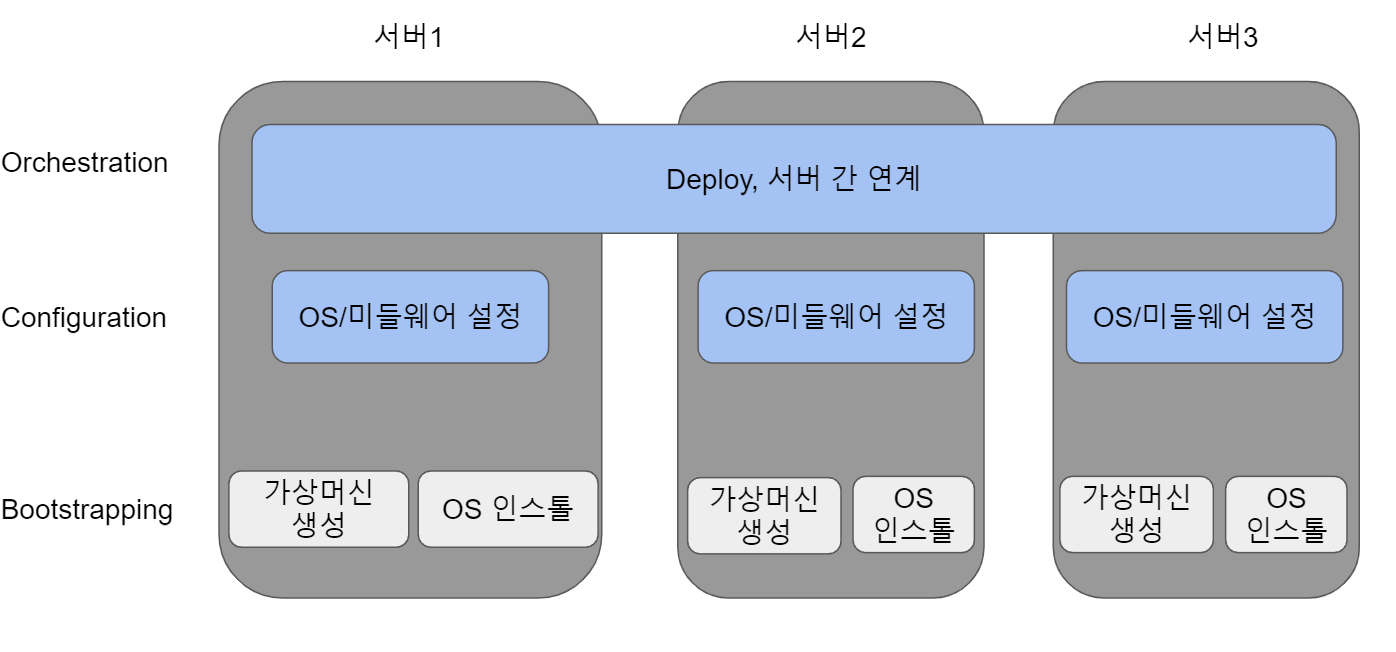 서버1
서버2
서버3
Orchestration
Deploy, 서버 간 연계
Configuration
OS/미들웨어 설정
OS/미들웨어 설정
OS/미들웨어 설정
Bootstrapping
가상머신
생성
OS 인스톨
가상머신
생성
OS
인스톨
가상머신
생성
OS
인스톨